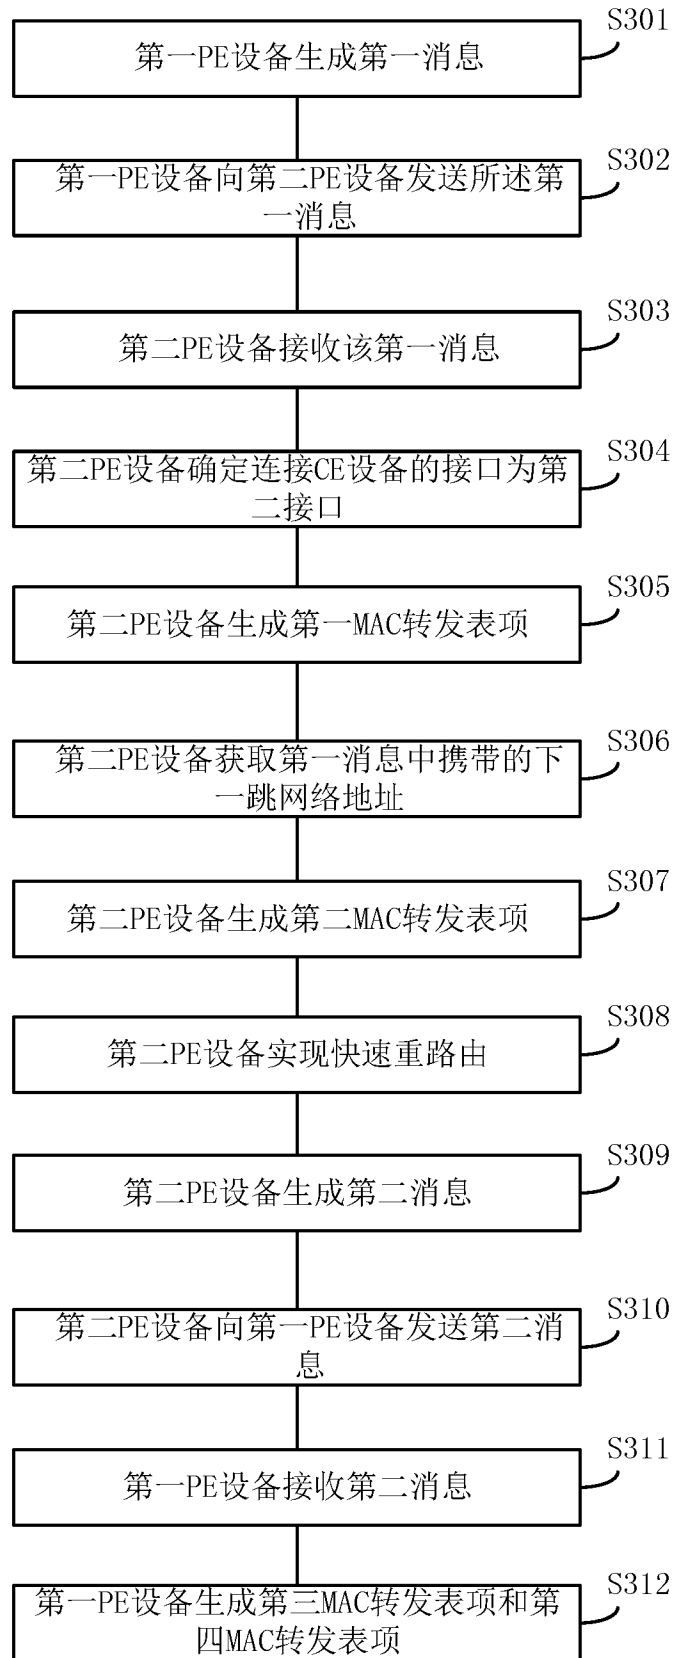 S301
第一PE设备生成第一消息
S302
第一PE设备向第二PE设备发送所述第
一消息
S303
第二PE设备接收该第一消息
S304
第二PE设备确定连接CE设备的接口为第
二接口
S305
第二PE设备生成第一MAC转发表项
S306
第二PE设备获取第一消息中携带的下
一跳网络地址
S307
第二PE设备生成第二MAC转发表项
S308
第二PE设备实现快速重路由
S309
第二PE设备生成第二消息
S310
第二PE设备向第一PE设备发送第二消
息
S311
第一PE设备接收第二消息
S312
第一PE设备生成第三MAC转发表项和第
四MAC转发表项